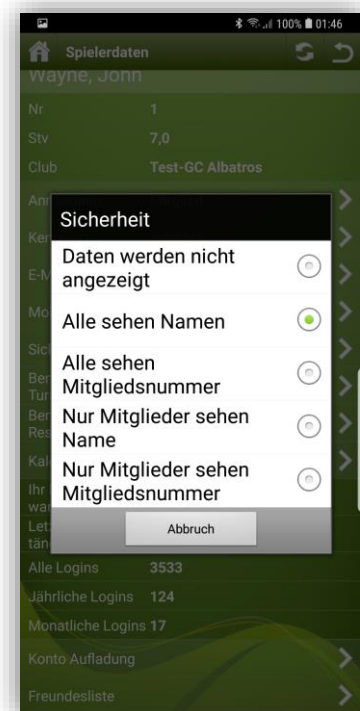 100% 01:46
Spielerdaten
Wayne, John
Nr 1
Stv 7,0
Club Test-GC Albatros
Sicherheit
Daten werden nicht
angezeigt
Alle sehen Namen
Alle sehen
Mitgliedsnummer
Nur Mitglieder sehen
Name
Nur Mitglieder sehen
Mitgliedsnummer
Abbruch
Alle Logins 3533
Jährliche Logins 124
Monatliche Logins 17
Konto Aufladung
Freundesliste